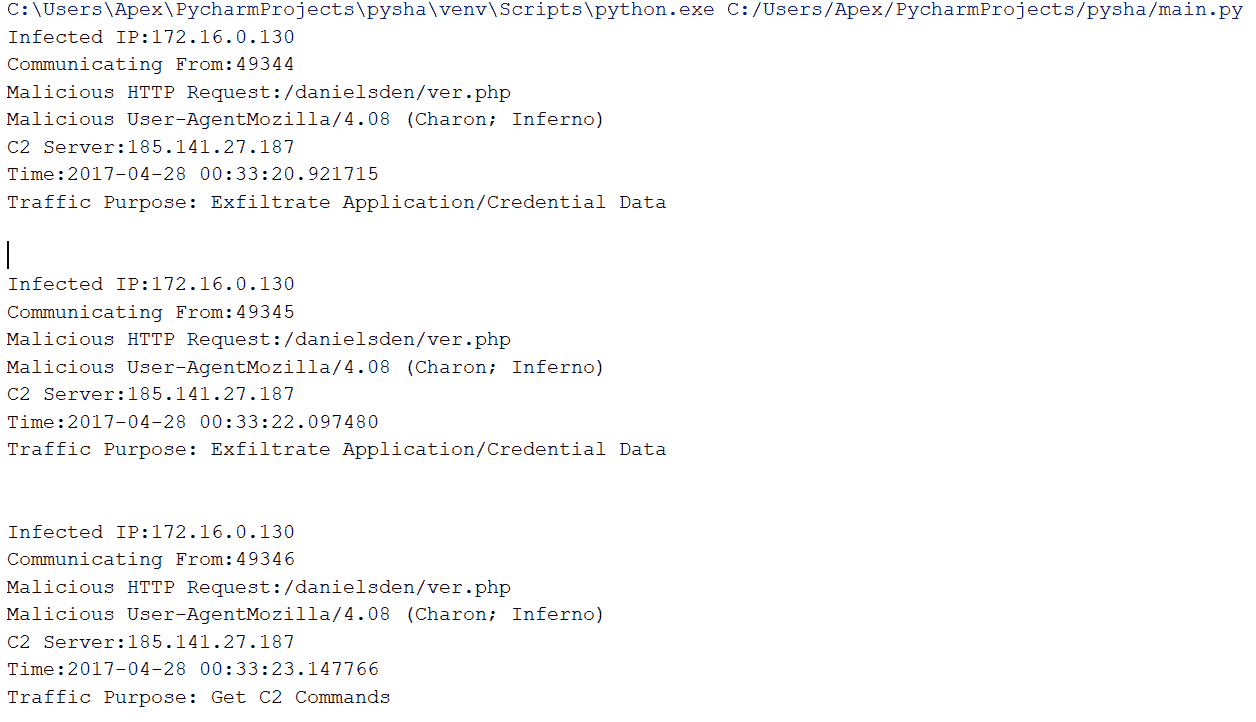 C:\Users\Apex\PycharmProjects\pysha\venv\Scripts\python.exe C:/Users/Apex/PycharmProjects/pysha/main.py
Infected IP:172.16.0.130
Communicating From:49344
Malicious HTTP Request:/danielsden/ver.php
Malicious User-AgentMozilla/4.08 (Charon; Inferno)
C2 Server:185.141.27.187
Time:2017-04-28 00:33:20.921715
Traffic Purpose: Exfiltrate Application/Credential Data
Infected IP:172.16.0.130
Communicating From:49345
Malicious HTTP Request:/danielsden/ver.php
Malicious User-AgentMozilla/4.08 (Charon; Inferno)
C2 Server:185.141.27.187
Time:2017-04-28 00:33:22.097480
Traffic Purpose: Exfiltrate Application/Credential Data
Infected IP:172.16.0.130
Communicating From:49346
Malicious HTTP Request:/danielsden/ver.php
Malicious User-AgentMozilla/4.08 (Charon; Inferno)
C2 Server:185.141.27.187
Time:2017-04-28 00:33:23.147766
Traffic Purpose: Get C2 Commands